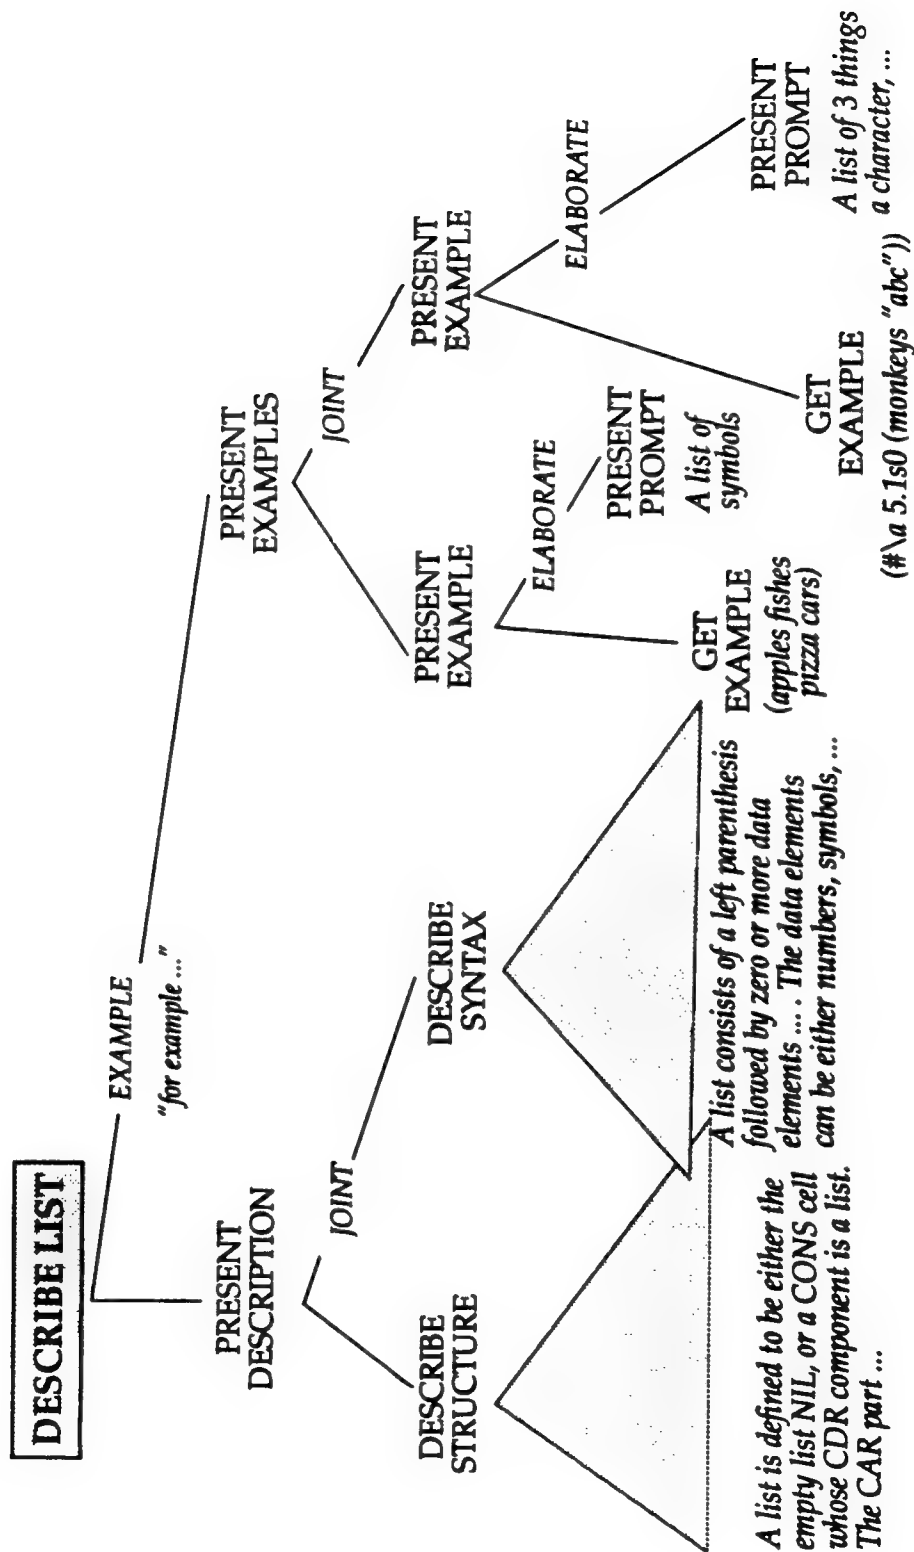 DESCRIBE LIST
EXAMPLE
"for example ..."
PRESENT
DESCRIPTION
PRESENT
EXAMPLES
JOINT
JOINT
DESCRIBE
STRUCTURE
DESCRIBE
SYNTAX
PRESENT
EXAMPLE
PRESENT
EXAMPLE
ELABORATE
ELABORATE
GET
EXAMPLE
(apples fishes
pizza cars)
PRESENT
PROMPT
A list of
symbols
GET
EXAMPLE
(#\a 5.1s0 (monkeys "abc"))
PRESENT
PROMPT
A list of 3 things
a character, ...
A list is defined to be either the
empty list NIL, or a CONS cell
whose CDR component is a list.
The CAR part ...
A list consists of a left parenthesis
followed by zero or more data
elements .... The data elements
can be either numbers, symbols, ...